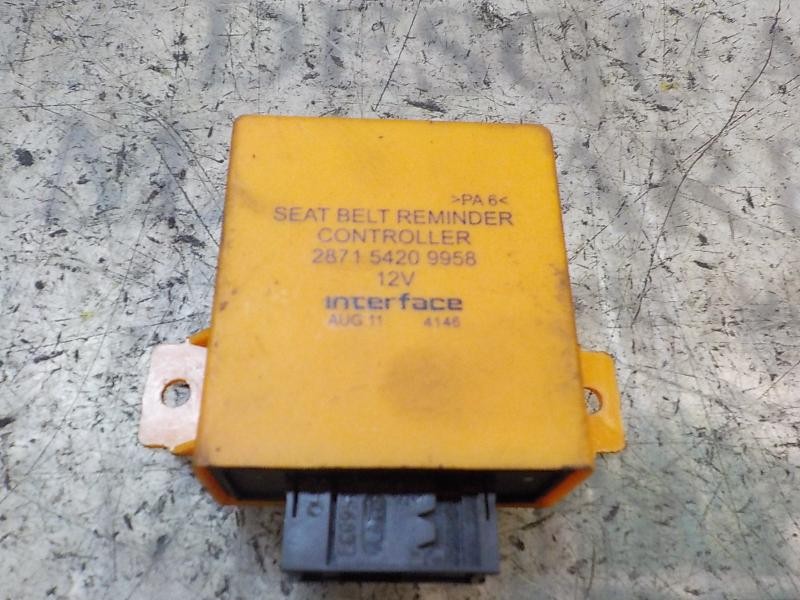 >PA 6<
SEAT BELT REMINDER
CONTROLLER
2871 5420 9958
12V
interface
AUG 11 4146